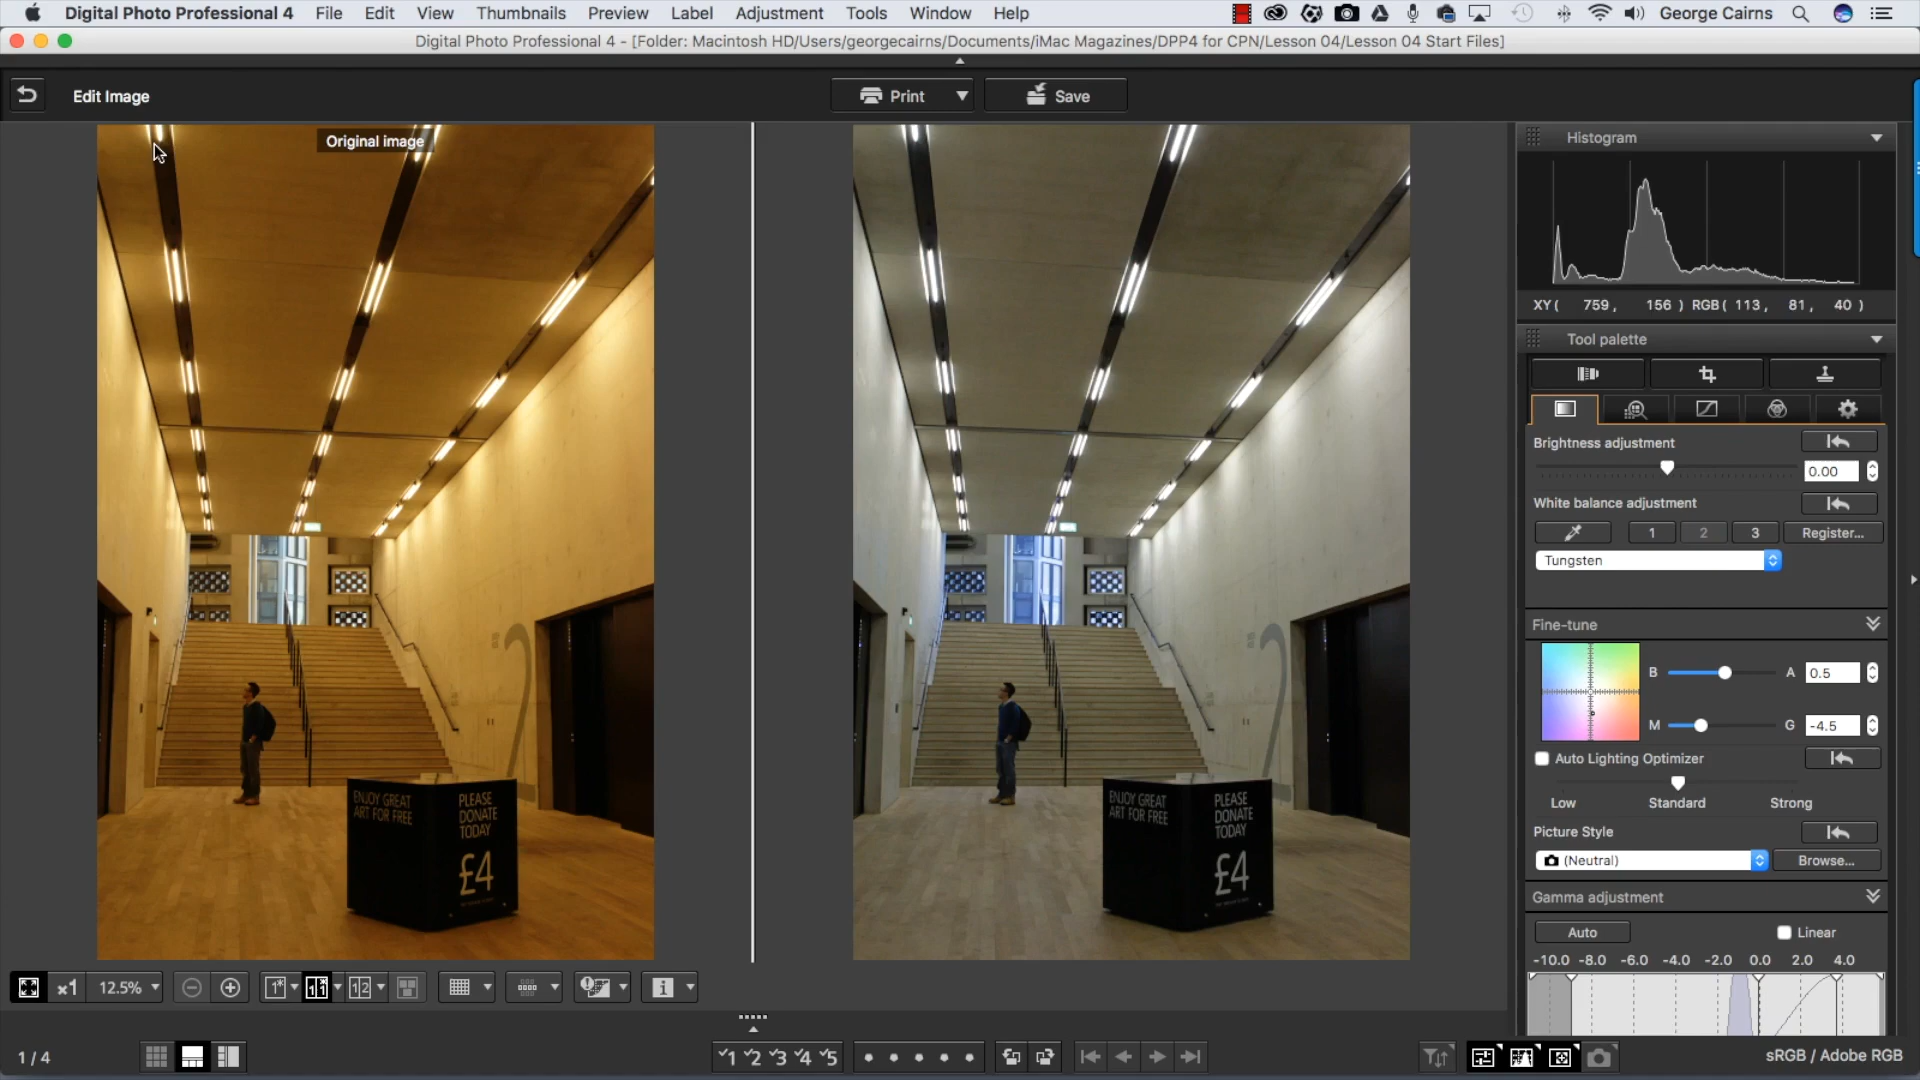 Digital Photo Professional 4 File Edit View Thumbnails Preview Label Adjustment Tools Window Help George Cairns
Digital Photo Professional 4 - [Folder: Macintosh HD/Users/georgecairns/Documents/iMac Magazines/DPP4 for CPN/Lesson 04/Lesson 04 Start Files]
Edit Image Print Save
Original image
Histogram
XY( 759, 156 ) RGB( 113, 81, 40 )
Tool palette
Brightness adjustment
0.00
White balance adjustment
1 2 3 Register...
Tungsten
Fine-tune
B A 0.5
M G -4.5
Auto Lighting Optimizer
Low Standard Strong
Picture Style
(Neutral) Browse...
Gamma adjustment
Auto Linear
-10.0 -8.0 -6.0 -4.0 -2.0 0.0 2.0 4.0
ENJOY GREAT
ART FOR FREE
PLEASE
DONATE
TODAY
£4
ENJOY GREAT
ART FOR FREE
PLEASE
DONATE
TODAY
£4
x1 12.5%
1 / 4
1 2 3 4 5
sRGB / Adobe RGB